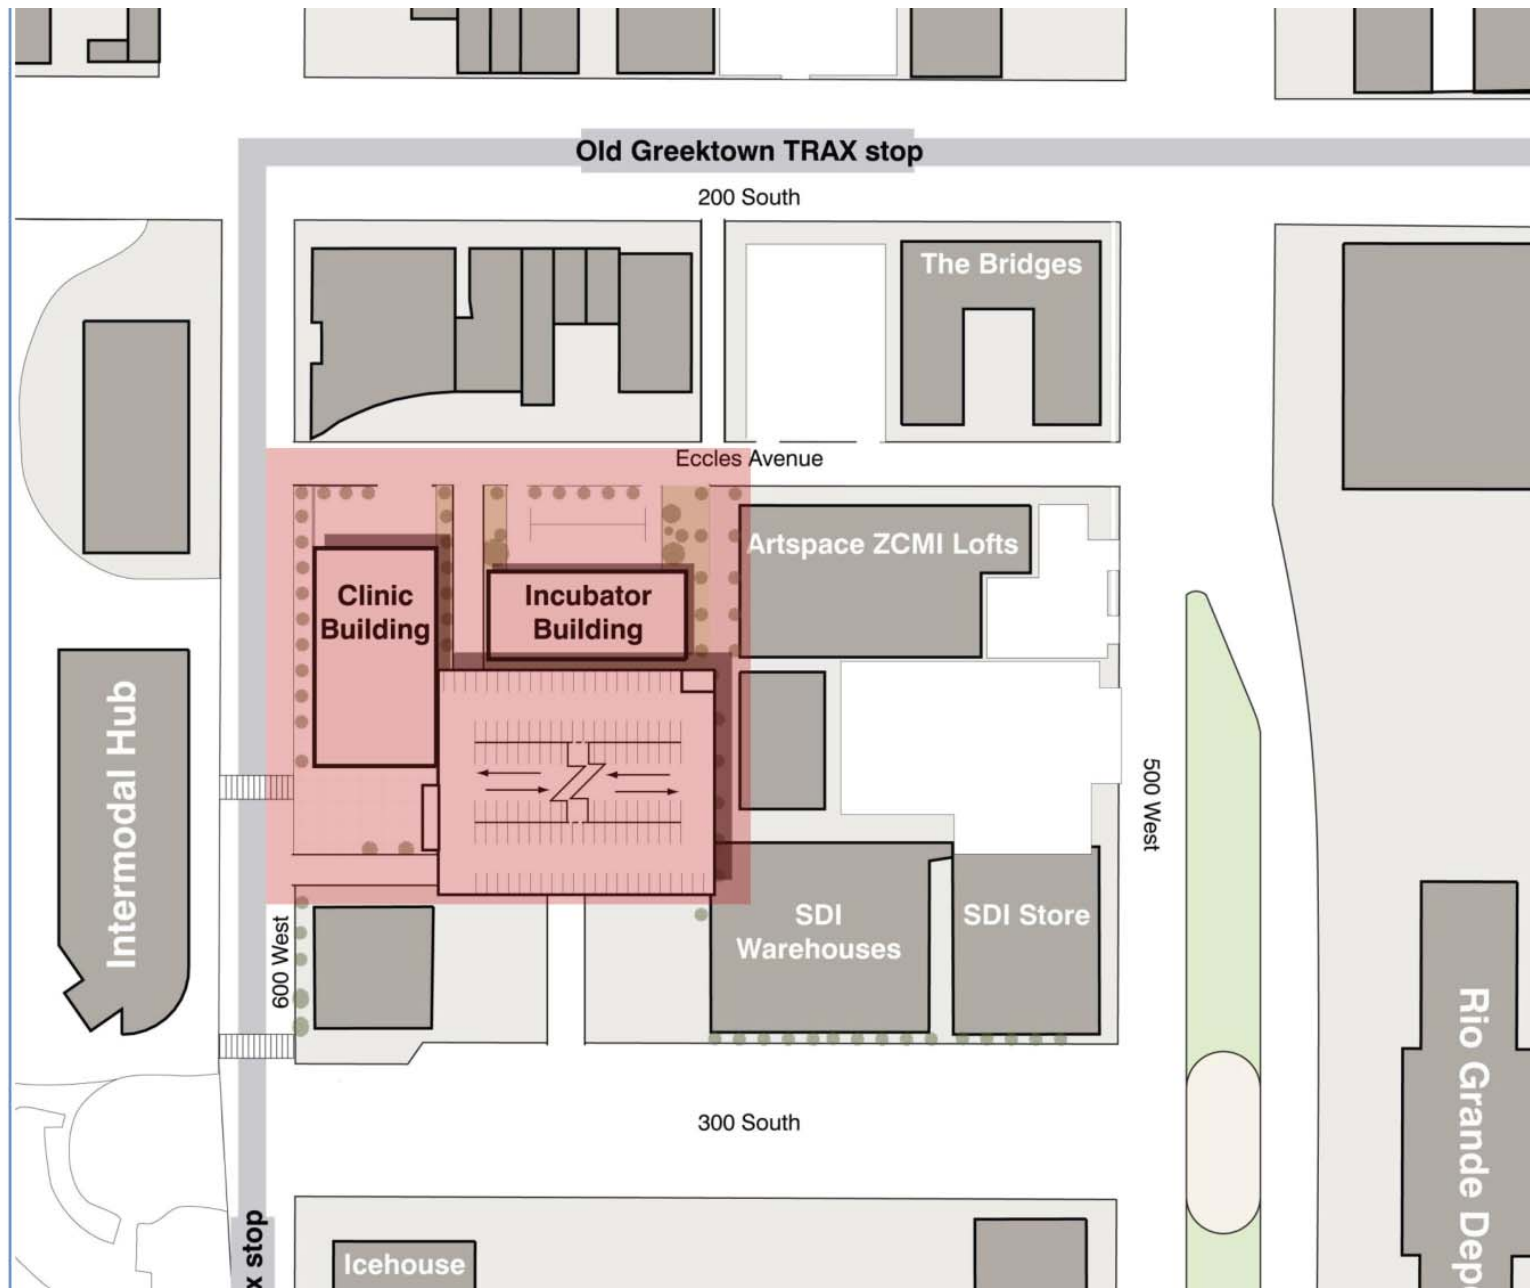 Old Greektown TRAX stop
200 South
The Bridges
Eccles Avenue
Artspace ZCMI Lofts
Clinic
Building
Incubator
Building
Intermodal Hub
500 West
600 West
SDI
Warehouses
SDI Store
Rio Grande Dep
300 South
x stop
Icehouse